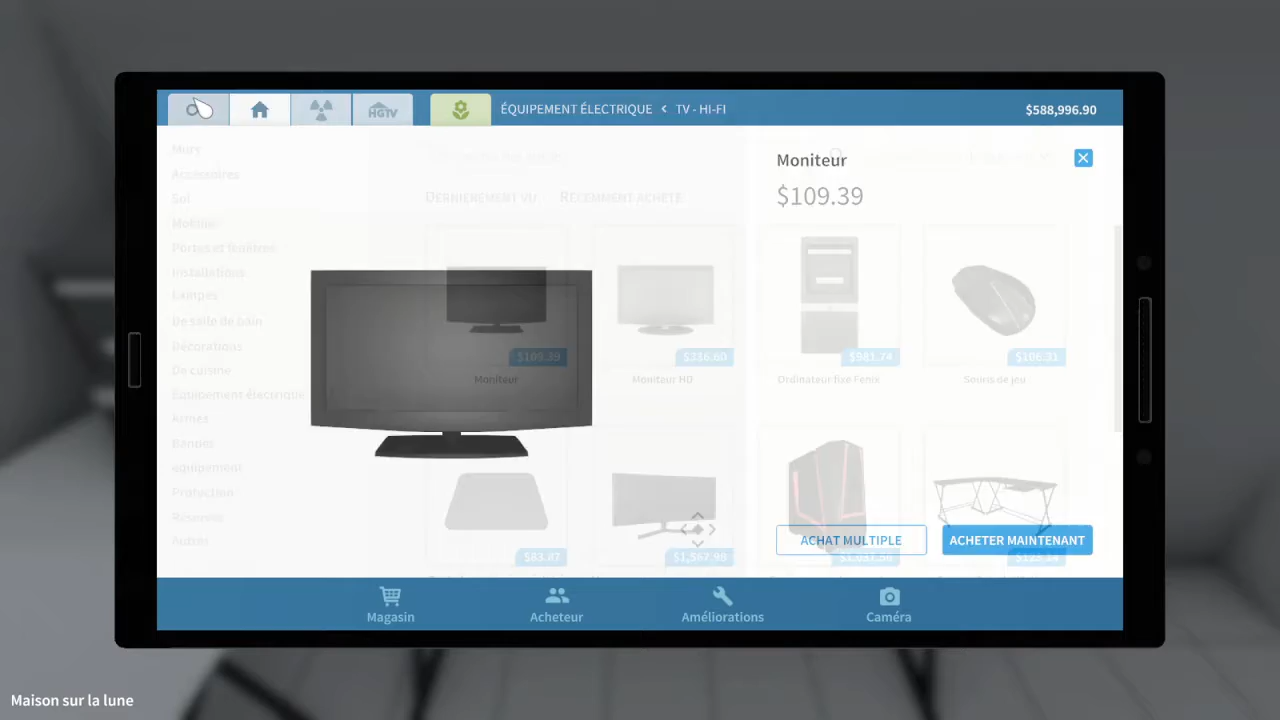 HGTV
ÉQUIPEMENT ÉLECTRIQUE < TV - HI-FI
$588,996.90
Moniteur
$109.39
Mury
Accessoires
Sol
Mobilier
Portes et fenêtres
Installations
Lampes
De salle de bain
Décorations
De cuisine
Équipement électrique
Armes
Bandes
equipement
Protection
Réservoir
Autres
DERNIÈREMENT VU
RÉCEMMENT ACHETÉ
$109.39
Moniteur
$316.60
Moniteur HD
$981.74
Ordinateur fixe Fenix
$106.31
Souris de jeu
$83.87
$1,567.98
ACHAT MULTIPLE
ACHETER MAINTENANT
Magasin
Acheteur
Améliorations
Caméra
Maison sur la lune